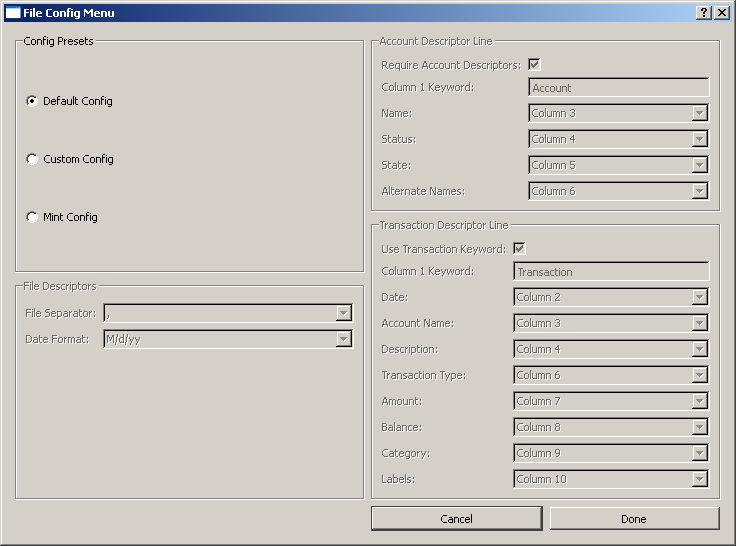 File Config Menu
Config Presets
Default Config
Custom Config
Mint Config
File Descriptors
File Separator: ,
Date Format: M/d/yy
Account Descriptor Line
Require Account Descriptors:
Column 1 Keyword: Account
Name: Column 3
Status: Column 4
State: Column 5
Alternate Names: Column 6
Transaction Descriptor Line
Use Transaction Keyword:
Column 1 Keyword: Transaction
Date: Column 2
Account Name: Column 3
Description: Column 4
Transaction Type: Column 6
Amount: Column 7
Balance: Column 8
Category: Column 9
Labels: Column 10
Cancel
Done